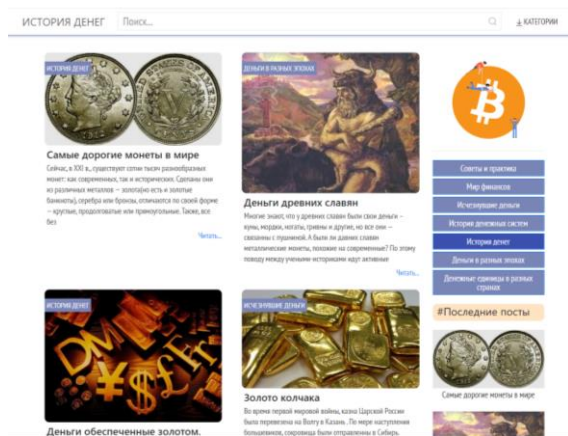 ИСТОРИЯ ДЕНЕГ
Поиск...
КАТЕГОРИИ
ИСТОРИЯ ДЕНЕГ
Самые дорогие монеты в мире
Сейчас, в XXI в., существуют сотни тысяч разнообразных
монет: как современных, так и исторических. Сделаны они
из различных металлов – золота(но есть и золотые
банкноты), серебра или бронзы, отличаются по своей форме
– круглые, продолговатые или прямоугольные. Также, все
без
Читать...
ДЕНЬГИ В РАЗНЫХ ЭПОХАХ
Деньги древних славян
Многие знают, что у древних славян были свои деньги –
куны, мордки, ногаты, гривны и другие, но все они –
связанны с пушниной. А были ли давних славян
металлические монеты, похожие на современные? По этому
поводу между учеными историками идут активные
Читать...
ИСТОРИЯ ДЕНЕГ
Деньги обеспеченные золотом.
ИСЧЕЗНУВШИЕ ДЕНЬГИ
Золото колчака
Во время первой мировой войны, казна Царской России
была перевезена на Волгу в Казань. По мере наступления
большевиков, сокровища были отправленны в Сибирь.
Советы и практика
Мир финансов
Исчезнувшие деньги
История денежных систем
История денег
Деньги в разных эпохах
Денежные единицы в разных
странах
#Последние посты
Самые дорогие монеты в мире